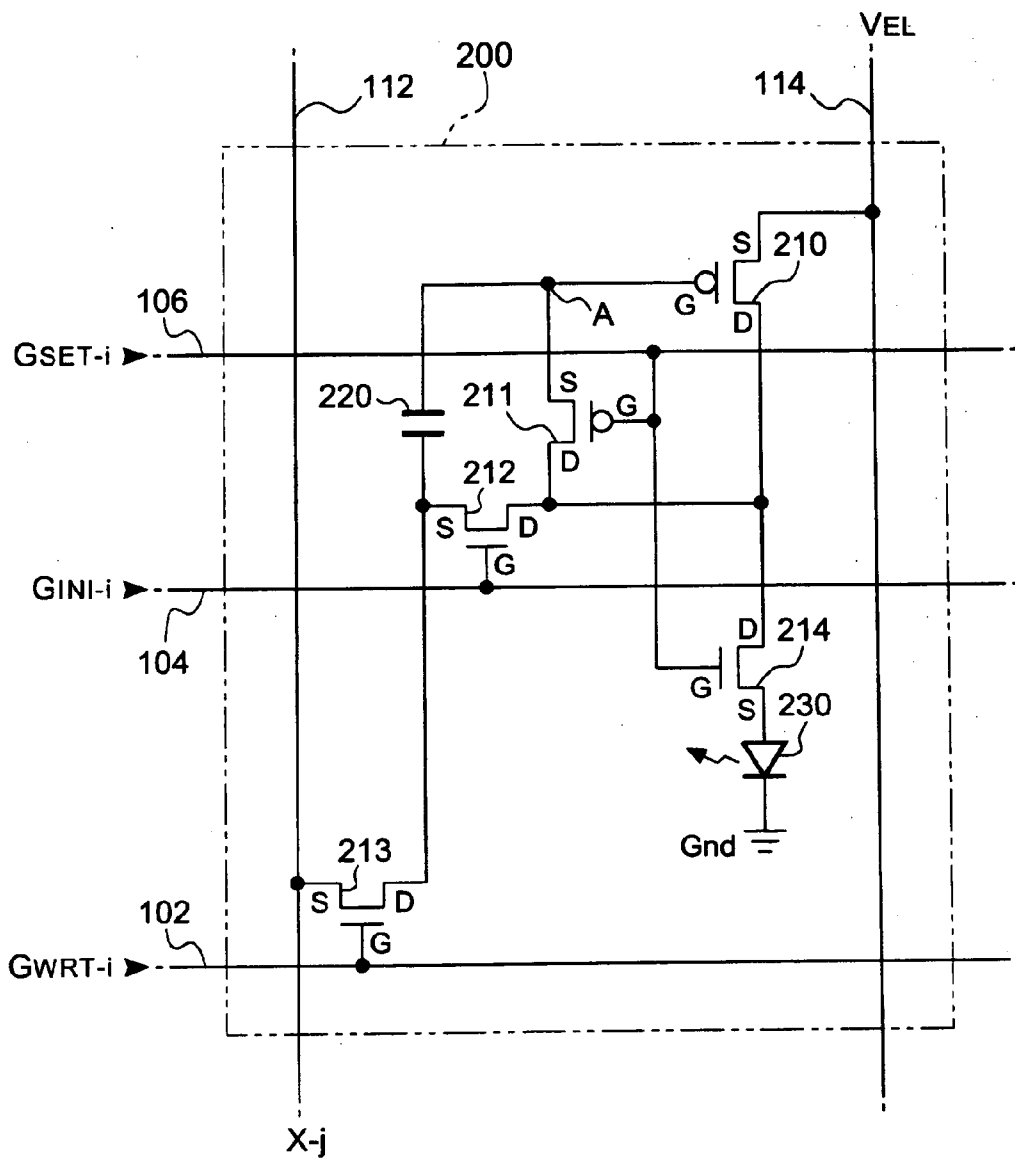 VEL
200
112
114
S
210
G
D
A
106
GSET-i
220
211
S
G
D
212
S
D
G
GINI-i
104
D
214
G
S
230
Gnd
213
S
D
G
102
GWRT-i
X-j